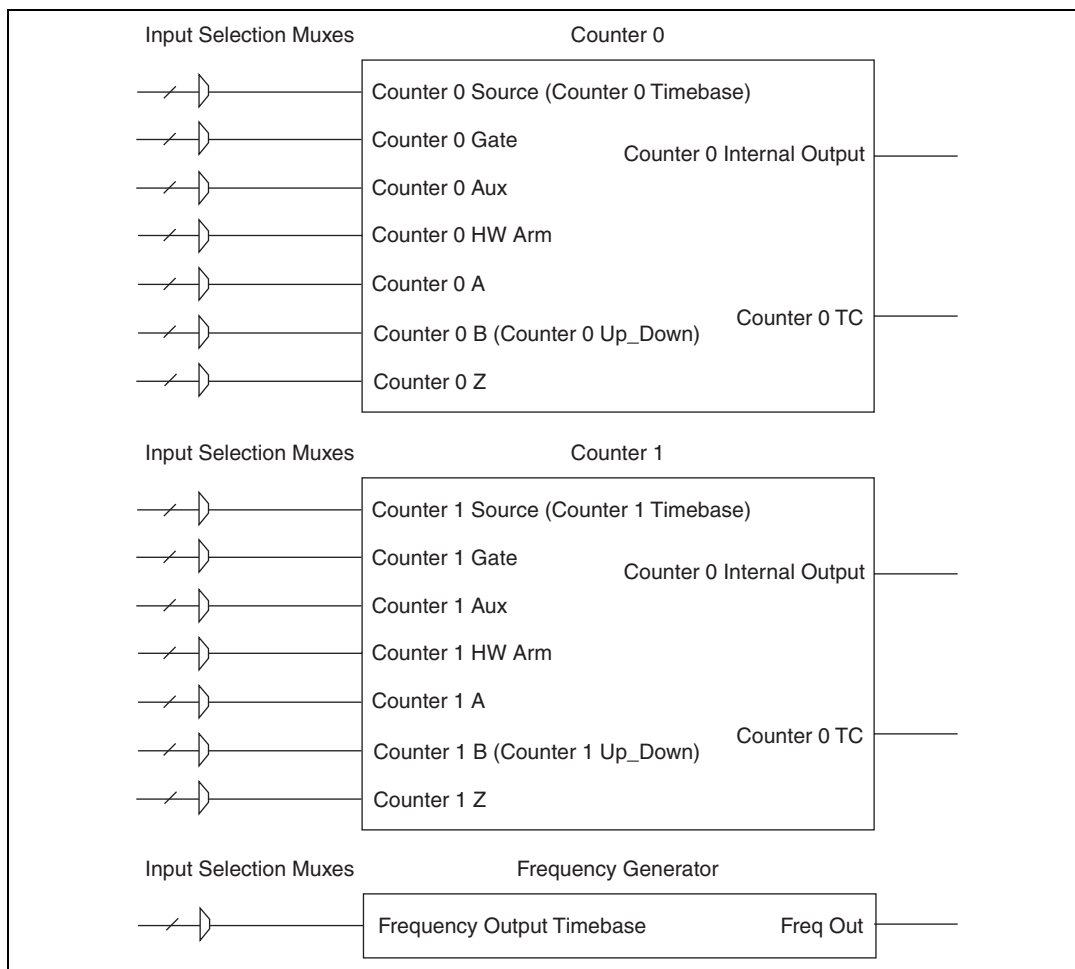 Input Selection Muxes
Counter 0
Counter 0 Source (Counter 0 Timebase)
Counter 0 Gate
Counter 0 Internal Output
Counter 0 Aux
Counter 0 HW Arm
Counter 0 A
Counter 0 TC
Counter 0 B (Counter 0 Up_Down)
Counter 0 Z
Input Selection Muxes
Counter 1
Counter 1 Source (Counter 1 Timebase)
Counter 1 Gate
Counter 0 Internal Output
Counter 1 Aux
Counter 1 HW Arm
Counter 1 A
Counter 0 TC
Counter 1 B (Counter 1 Up_Down)
Counter 1 Z
Input Selection Muxes
Frequency Generator
Frequency Output Timebase
Freq Out